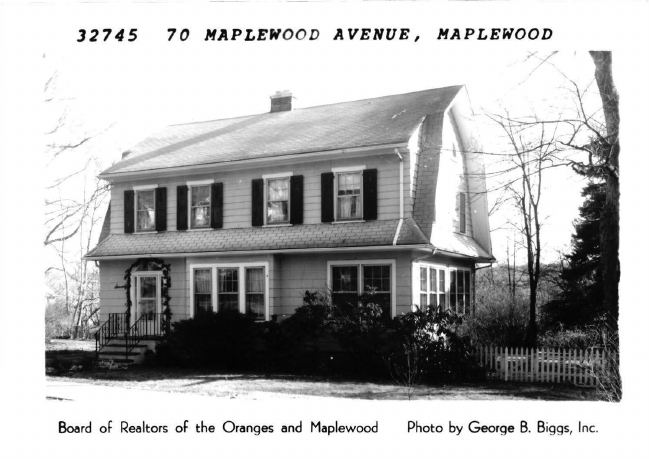 32745 70 MAPLEWOOD AVENUE, MAPLEWOOD
Board of Realtors of the Oranges and Maplewood Photo by George B. Biggs, Inc.